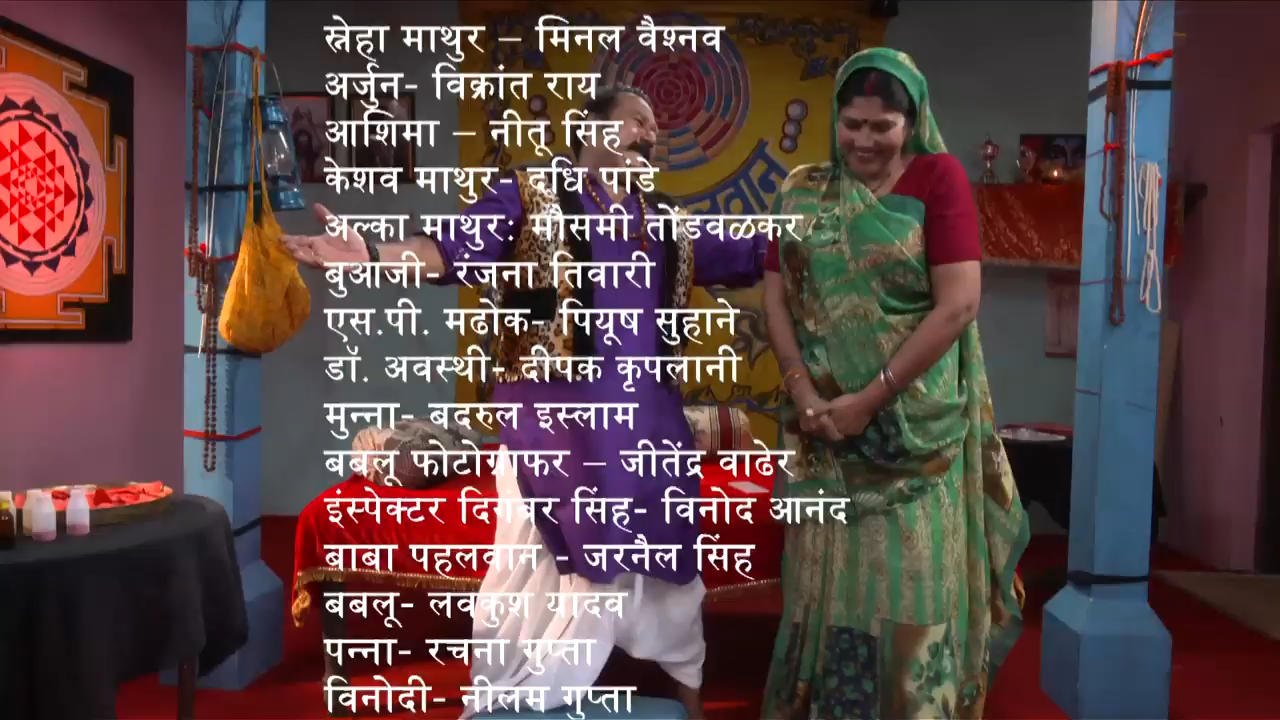 स्नेहा माथुर – मिनल वैश्नव
अर्जुन- विक्रांत राय
आशिमा – नीतू सिंह
केशव माथुर- दधि पांडे
अल्का माथुर: मौसमी तोंडवळकर
बुआजी- रंजना तिवारी
एस.पी. मढोक- पियूष सुहाने
डॉ. अवस्थी- दीपक कृपलानी
मुन्ना- बदरुल इस्लाम
बबलू फोटोग्राफर – जीतेंद्र वाढेर
इंस्पेक्टर दिगंबर सिंह- विनोद आनंद
बाबा पहलवान - जरनैल सिंह
बबलू- लवकुश यादव
पन्ना- रचना गुप्ता
विनोदी- नीलम गुप्ता